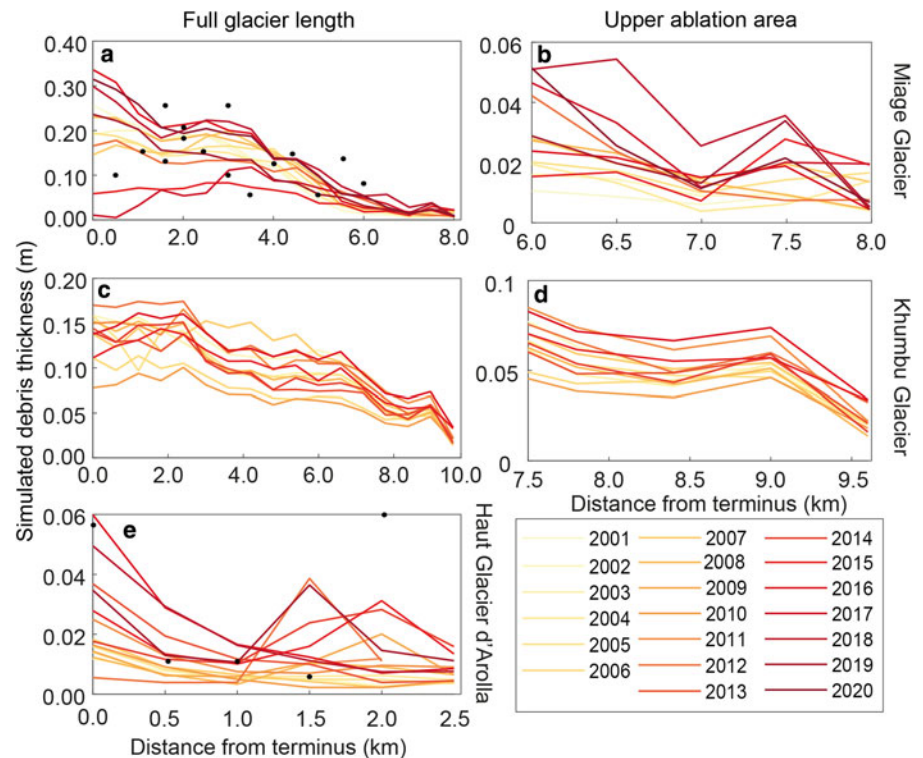 Full glacier length
Upper ablation area
Simulated debris thickness (m)
a
0.40
0.30
0.20
0.10
0.00
0.0 2.0 4.0 6.0 8.0
b
0.06
0.04
0.02
0
6.0 6.5 7.0 7.5 8.0
Miage Glacier
c
0.20
0.15
0.10
0.05
0.00
0.0 2.0 4.0 6.0 8.0 10.0
d
0.1
0.05
0
7.5 8.0 8.5 9.0 9.5
Distance from terminus (km)
Khumbu Glacier
e
0.06
0.04
0.02
0.00
0.0 0.5 1.0 1.5 2.0 2.5
Distance from terminus (km)
Haut Glacier d'Arolla
2001
2002
2003
2004
2005
2006
2007
2008
2009
2010
2011
2012
2013
2014
2015
2016
2017
2018
2019
2020